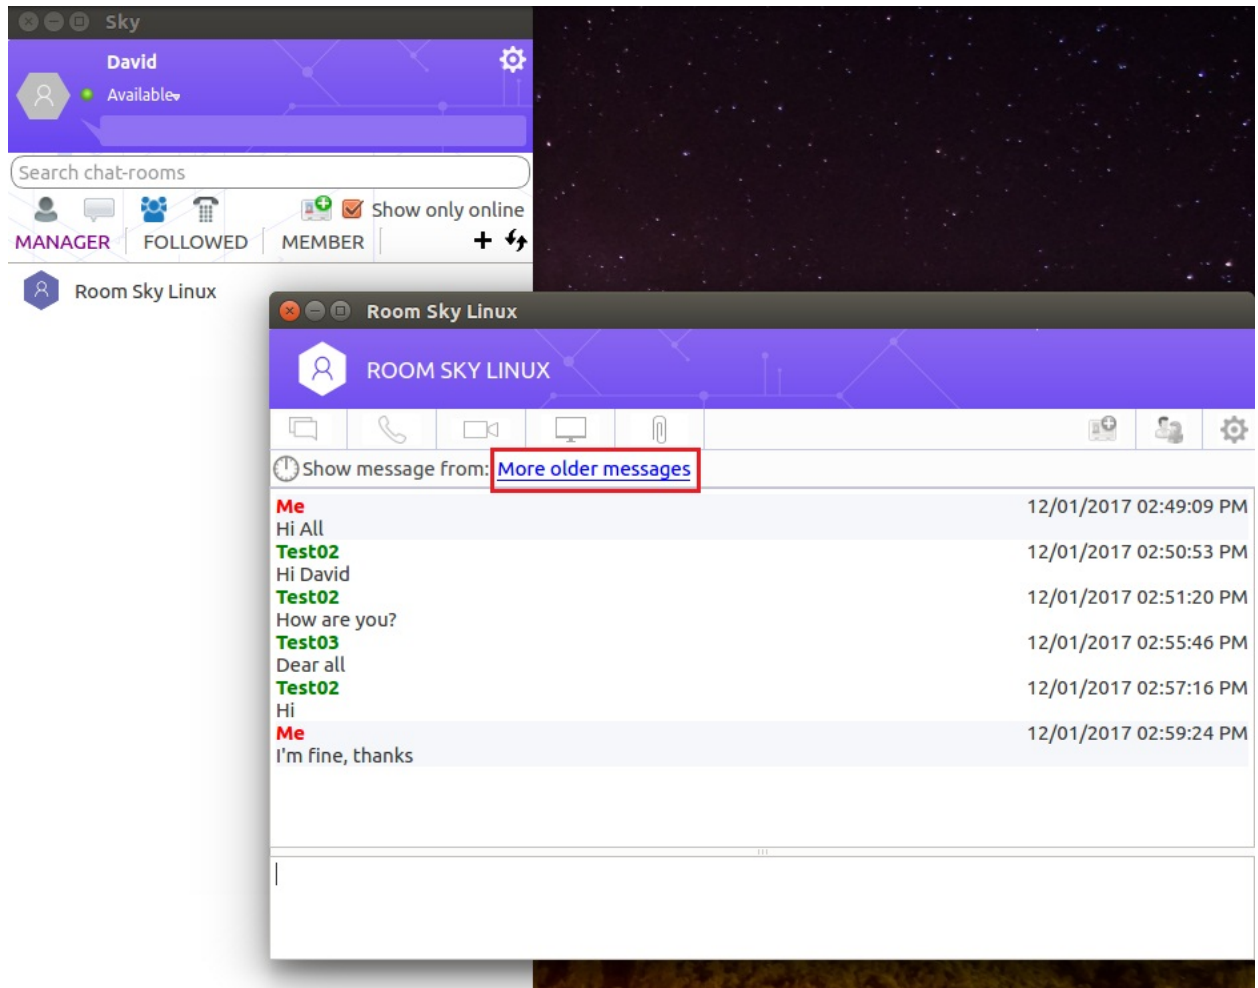 Sky
David
Available
Search chat-rooms
Show only online
MANAGER FOLLOWED MEMBER
Room Sky Linux
Room Sky Linux
ROOM SKY LINUX
Show message from: More older messages
Me 12/01/2017 02:49:09 PM
Hi All
Test02 12/01/2017 02:50:53 PM
Hi David
Test02 12/01/2017 02:51:20 PM
How are you?
Test03 12/01/2017 02:55:46 PM
Dear all
Test02 12/01/2017 02:57:16 PM
Hi
Me 12/01/2017 02:59:24 PM
I'm fine, thanks